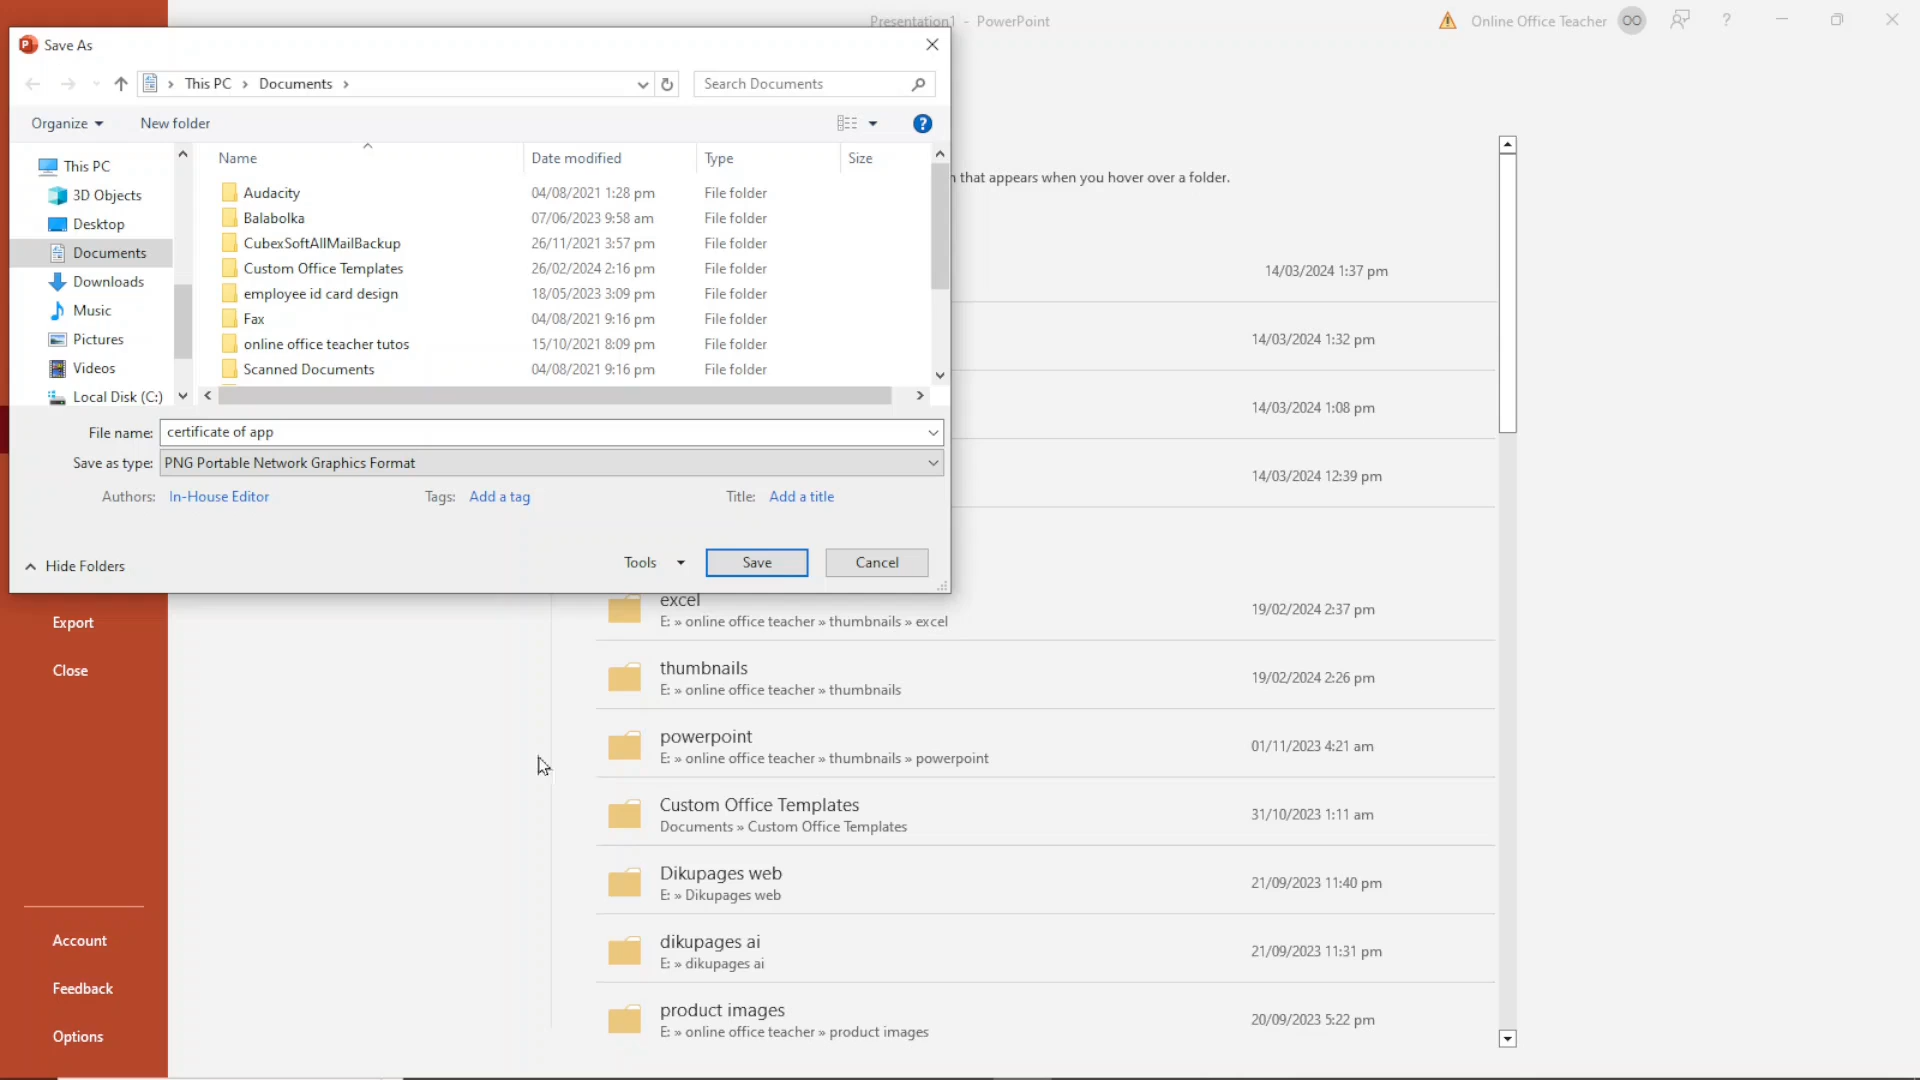 Presentation1 - PowerPoint
Online Office Teacher
OO
?
Save As
This PC
Documents
Search Documents
Organize
New folder
?
Name
Date modified
Type
Size
This PC
3D Objects
Desktop
Documents
Downloads
Music
Pictures
Videos
Local Disk (C:)
Audacity 04/08/2021 1:28 pm File folder
Balabolka 07/06/2023 9:58 am File folder
CubexSoftAllMailBackup 26/11/2021 3:57 pm File folder
Custom Office Templates 26/02/2024 2:16 pm File folder
employee id card design 18/05/2023 3:09 pm File folder
Fax 04/08/2021 9:16 pm File folder
online office teacher tutos 15/10/2021 8:09 pm File folder
Scanned Documents 04/08/2021 9:16 pm File folder
File name: certificate of app
Save as type: PNG Portable Network Graphics Format
Authors: In-House Editor Tags: Add a tag Title: Add a title
Hide Folders
Tools
Save
Cancel
that appears when you hover over a folder.
14/03/2024 1:37 pm
14/03/2024 1:32 pm
14/03/2024 1:08 pm
14/03/2024 12:39 pm
excel
E: » online office teacher » thumbnails » excel
19/02/2024 2:37 pm
thumbnails
E: » online office teacher » thumbnails
19/02/2024 2:26 pm
powerpoint
E: » online office teacher » thumbnails » powerpoint
01/11/2023 4:21 am
Custom Office Templates
Documents » Custom Office Templates
31/10/2023 1:11 am
Dikupages web
E: » Dikupages web
21/09/2023 11:40 pm
dikupages ai
E: » dikupages ai
21/09/2023 11:31 pm
product images
E: » online office teacher » product images
20/09/2023 5:22 pm
Export
Close
Account
Feedback
Options